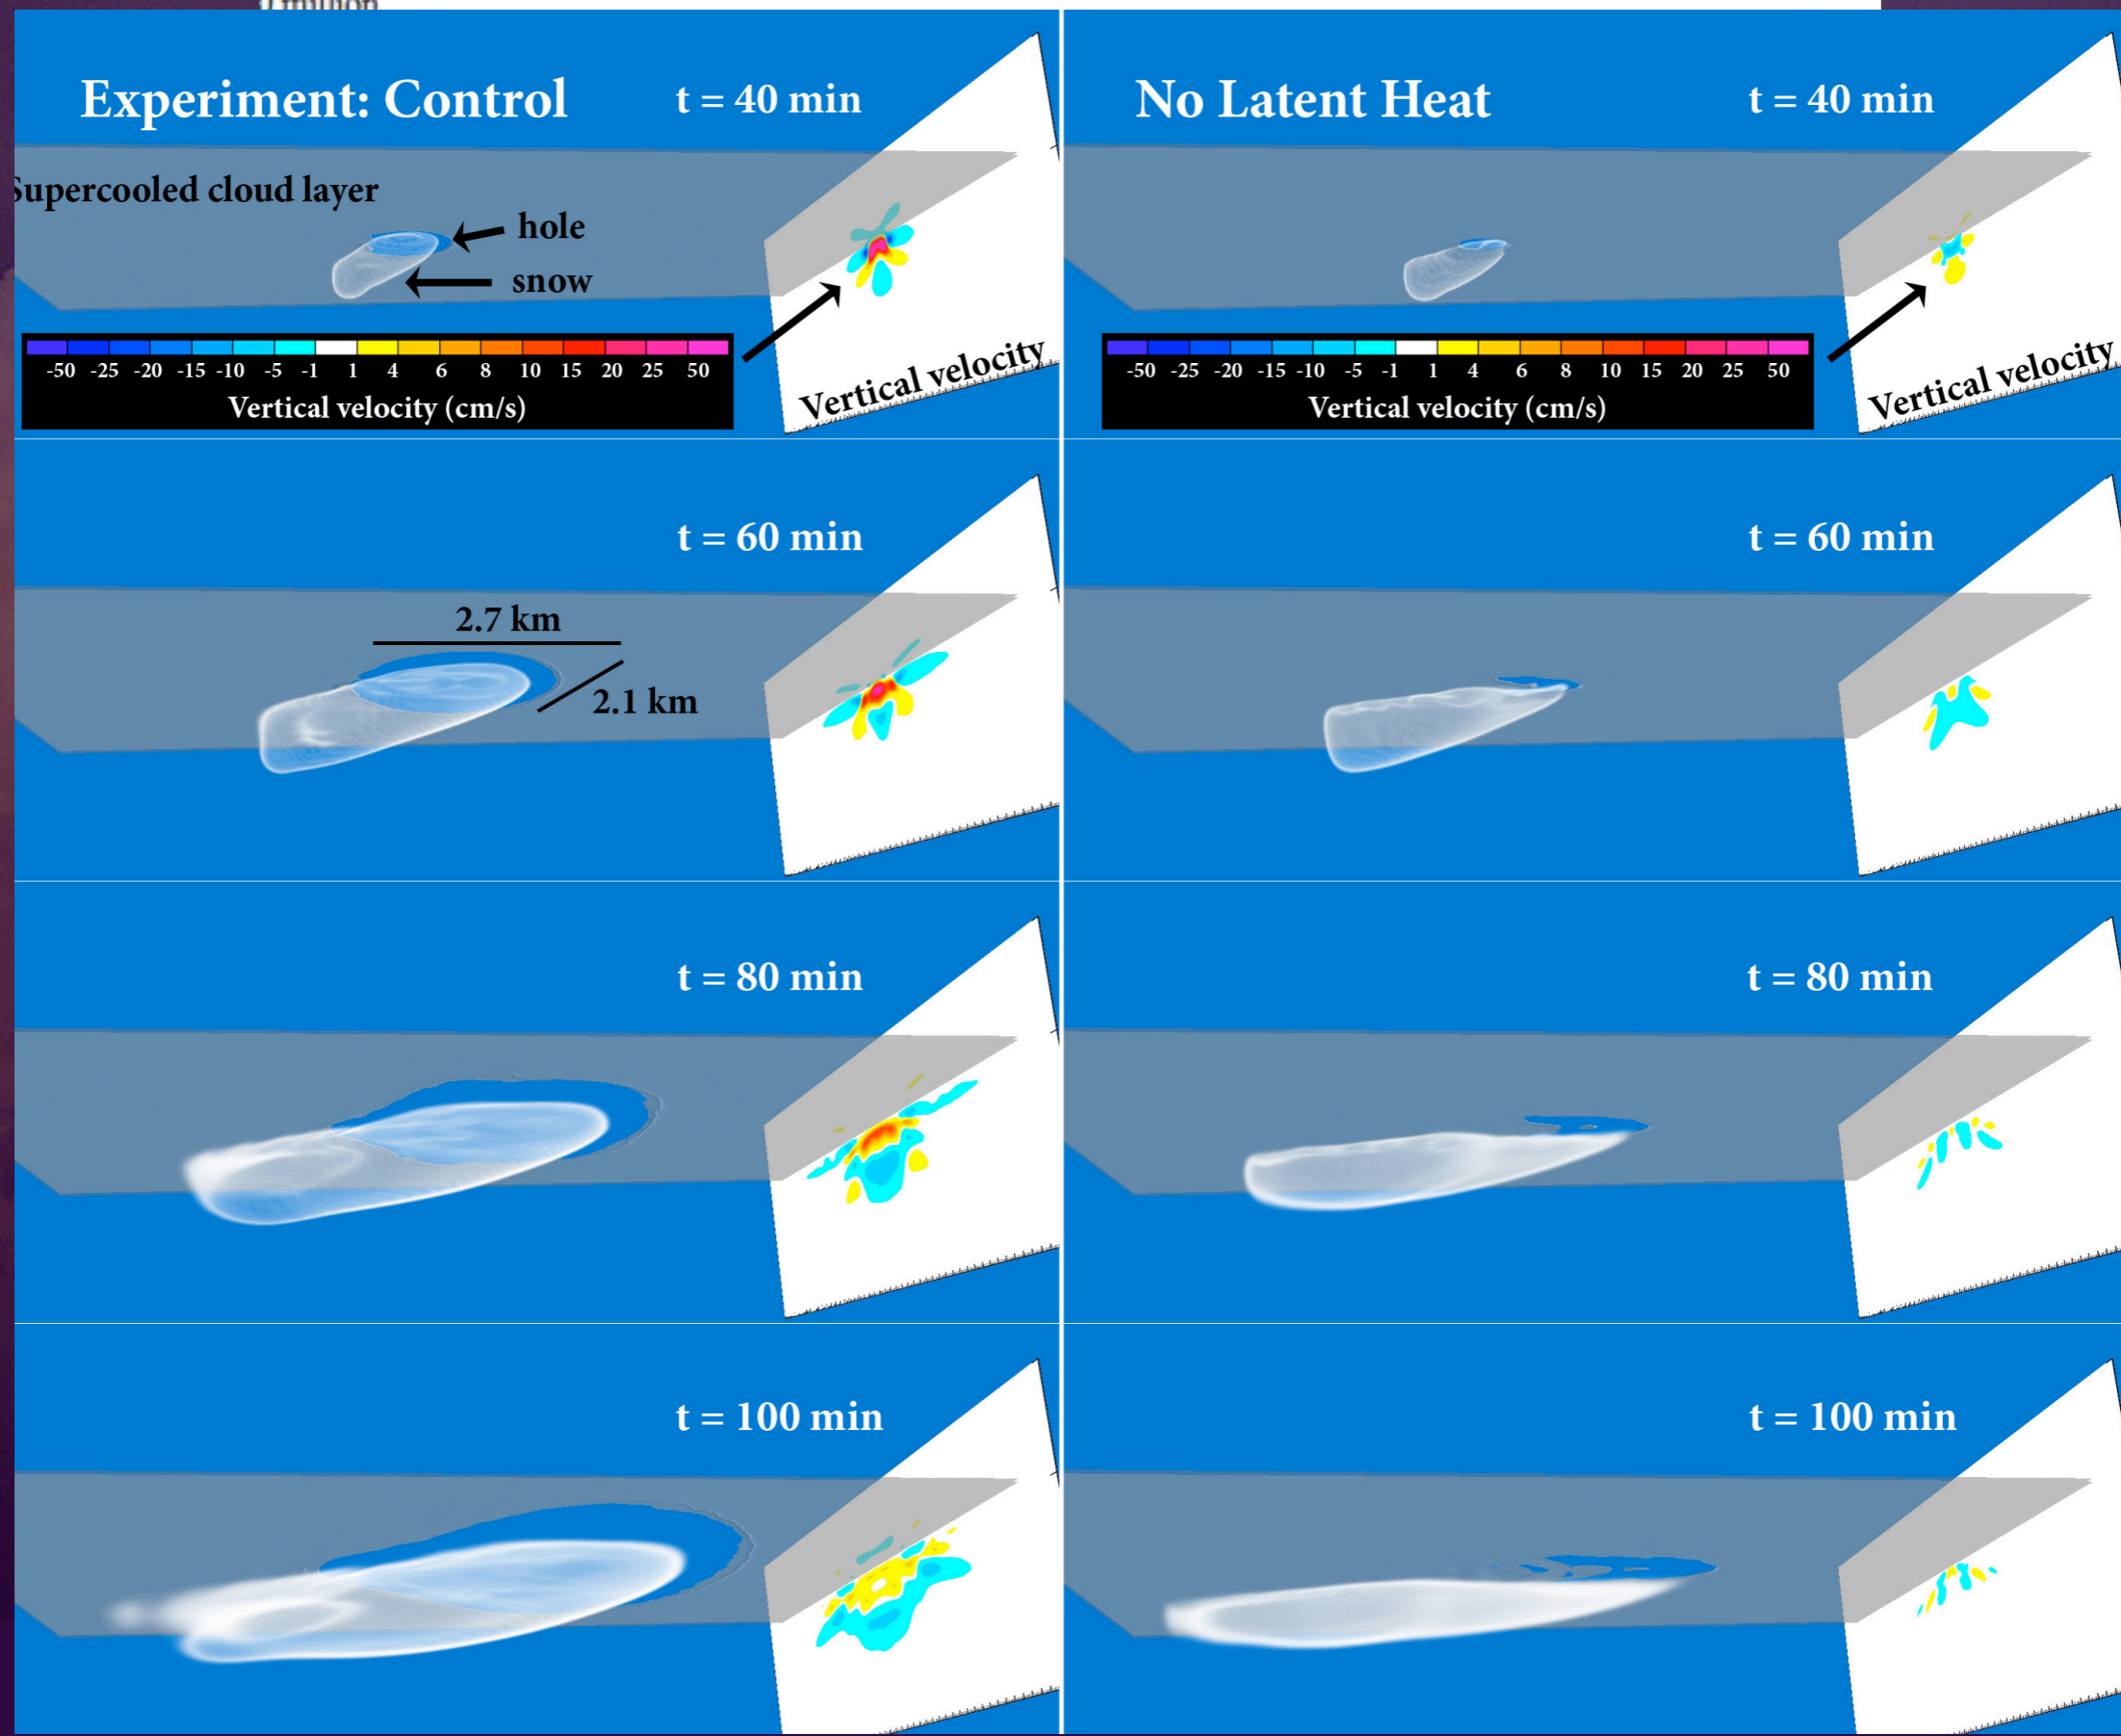 Experiment: Control
t = 40 min
Supercooled cloud layer
hole
snow
-50 -25 -20 -15 -10 -5 -1 1 4 6 8 10 15 20 25 50
Vertical velocity (cm/s)
Vertical velocity
No Latent Heat
t = 40 min
-50 -25 -20 -15 -10 -5 -1 1 4 6 8 10 15 20 25 50
Vertical velocity (cm/s)
Vertical velocity
t = 60 min
2.7 km
2.1 km
t = 60 min
t = 80 min
t = 80 min
t = 100 min
t = 100 min